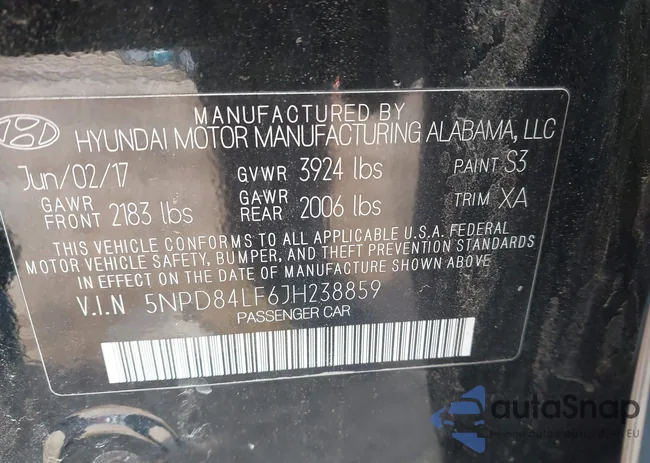 MANUFACTURED BY
HYUNDAI MOTOR MANUFACTURING ALABAMA, LLC
Jun/02/17 GVWR 3924 lbs PAINT S3
GAWR FRONT 2183 lbs GAWR REAR 2006 lbs TRIM XA
THIS VEHICLE CONFORMS TO ALL APPLICABLE U.S.A. FEDERAL
MOTOR VEHICLE SAFETY, BUMPER, AND THEFT PREVENTION STANDARDS
IN EFFECT ON THE DATE OF MANUFACTURE SHOWN ABOVE
V.I.N 5NPD84LF6JH238859
PASSENGER CAR
autaSnap